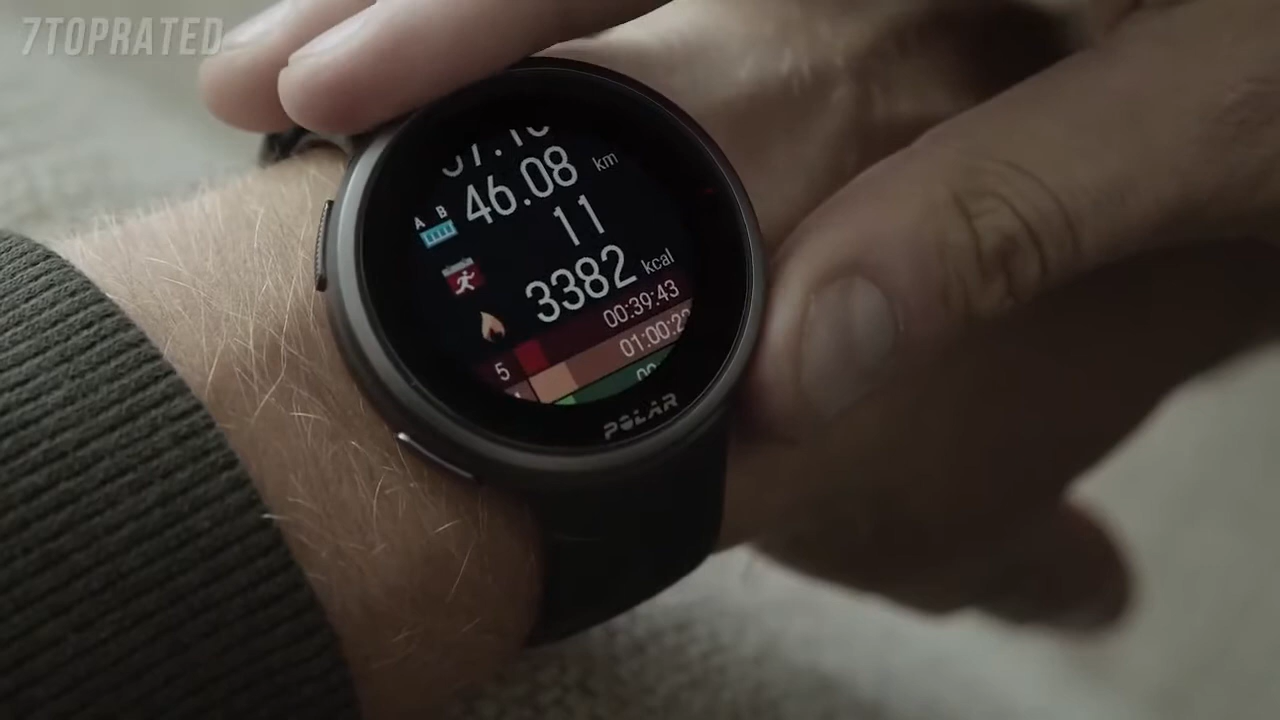 7TOPRATED
A B
46.08 km
11
3382 kcal
00:39:43
5
POLAR